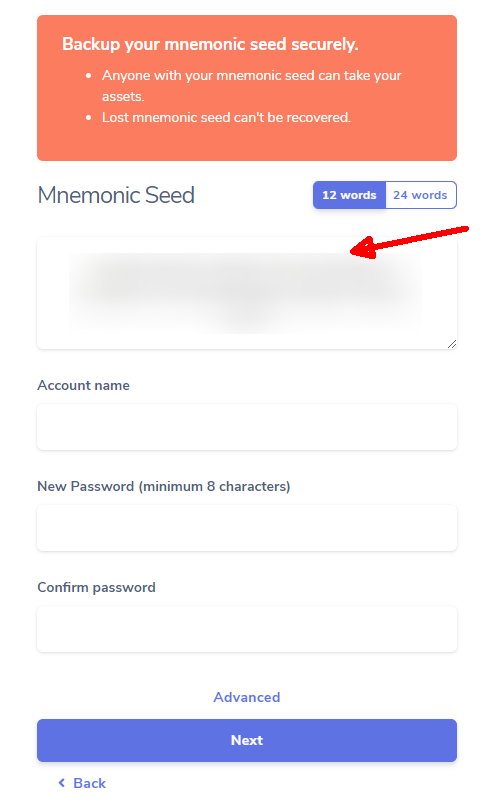 Backup your mnemonic seed securely.
Anyone with your mnemonic seed can take your
assets.
Lost mnemonic seed can't be recovered.
Mnemonic Seed
12 words
24 words
Account name
New Password (minimum 8 characters)
Confirm password
Advanced
Next
Back